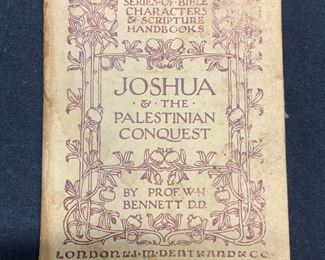 SERIES·OF·BIBLE
CHARACTERS
& SCRIPTURE
HANDBOOKS
JOSHUA
& THE
PALESTINIAN
CONQUEST
BY PROF. W·H
BENNETT D.D.
LONDON J·M·DENT AND CO.